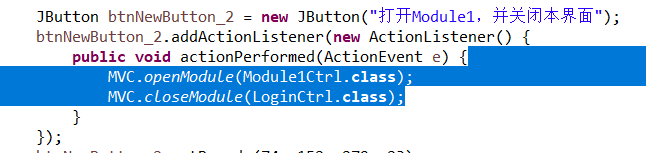 JButton btnNewButton_2 = new JButton("打开Module1，并关闭本界面");
btnNewButton_2.addActionListener(new ActionListener() {
public void actionPerformed(ActionEvent e) {
MVC.openModule(Module1Ctrl.class);
MVC.closeModule(LoginCtrl.class);
}
});